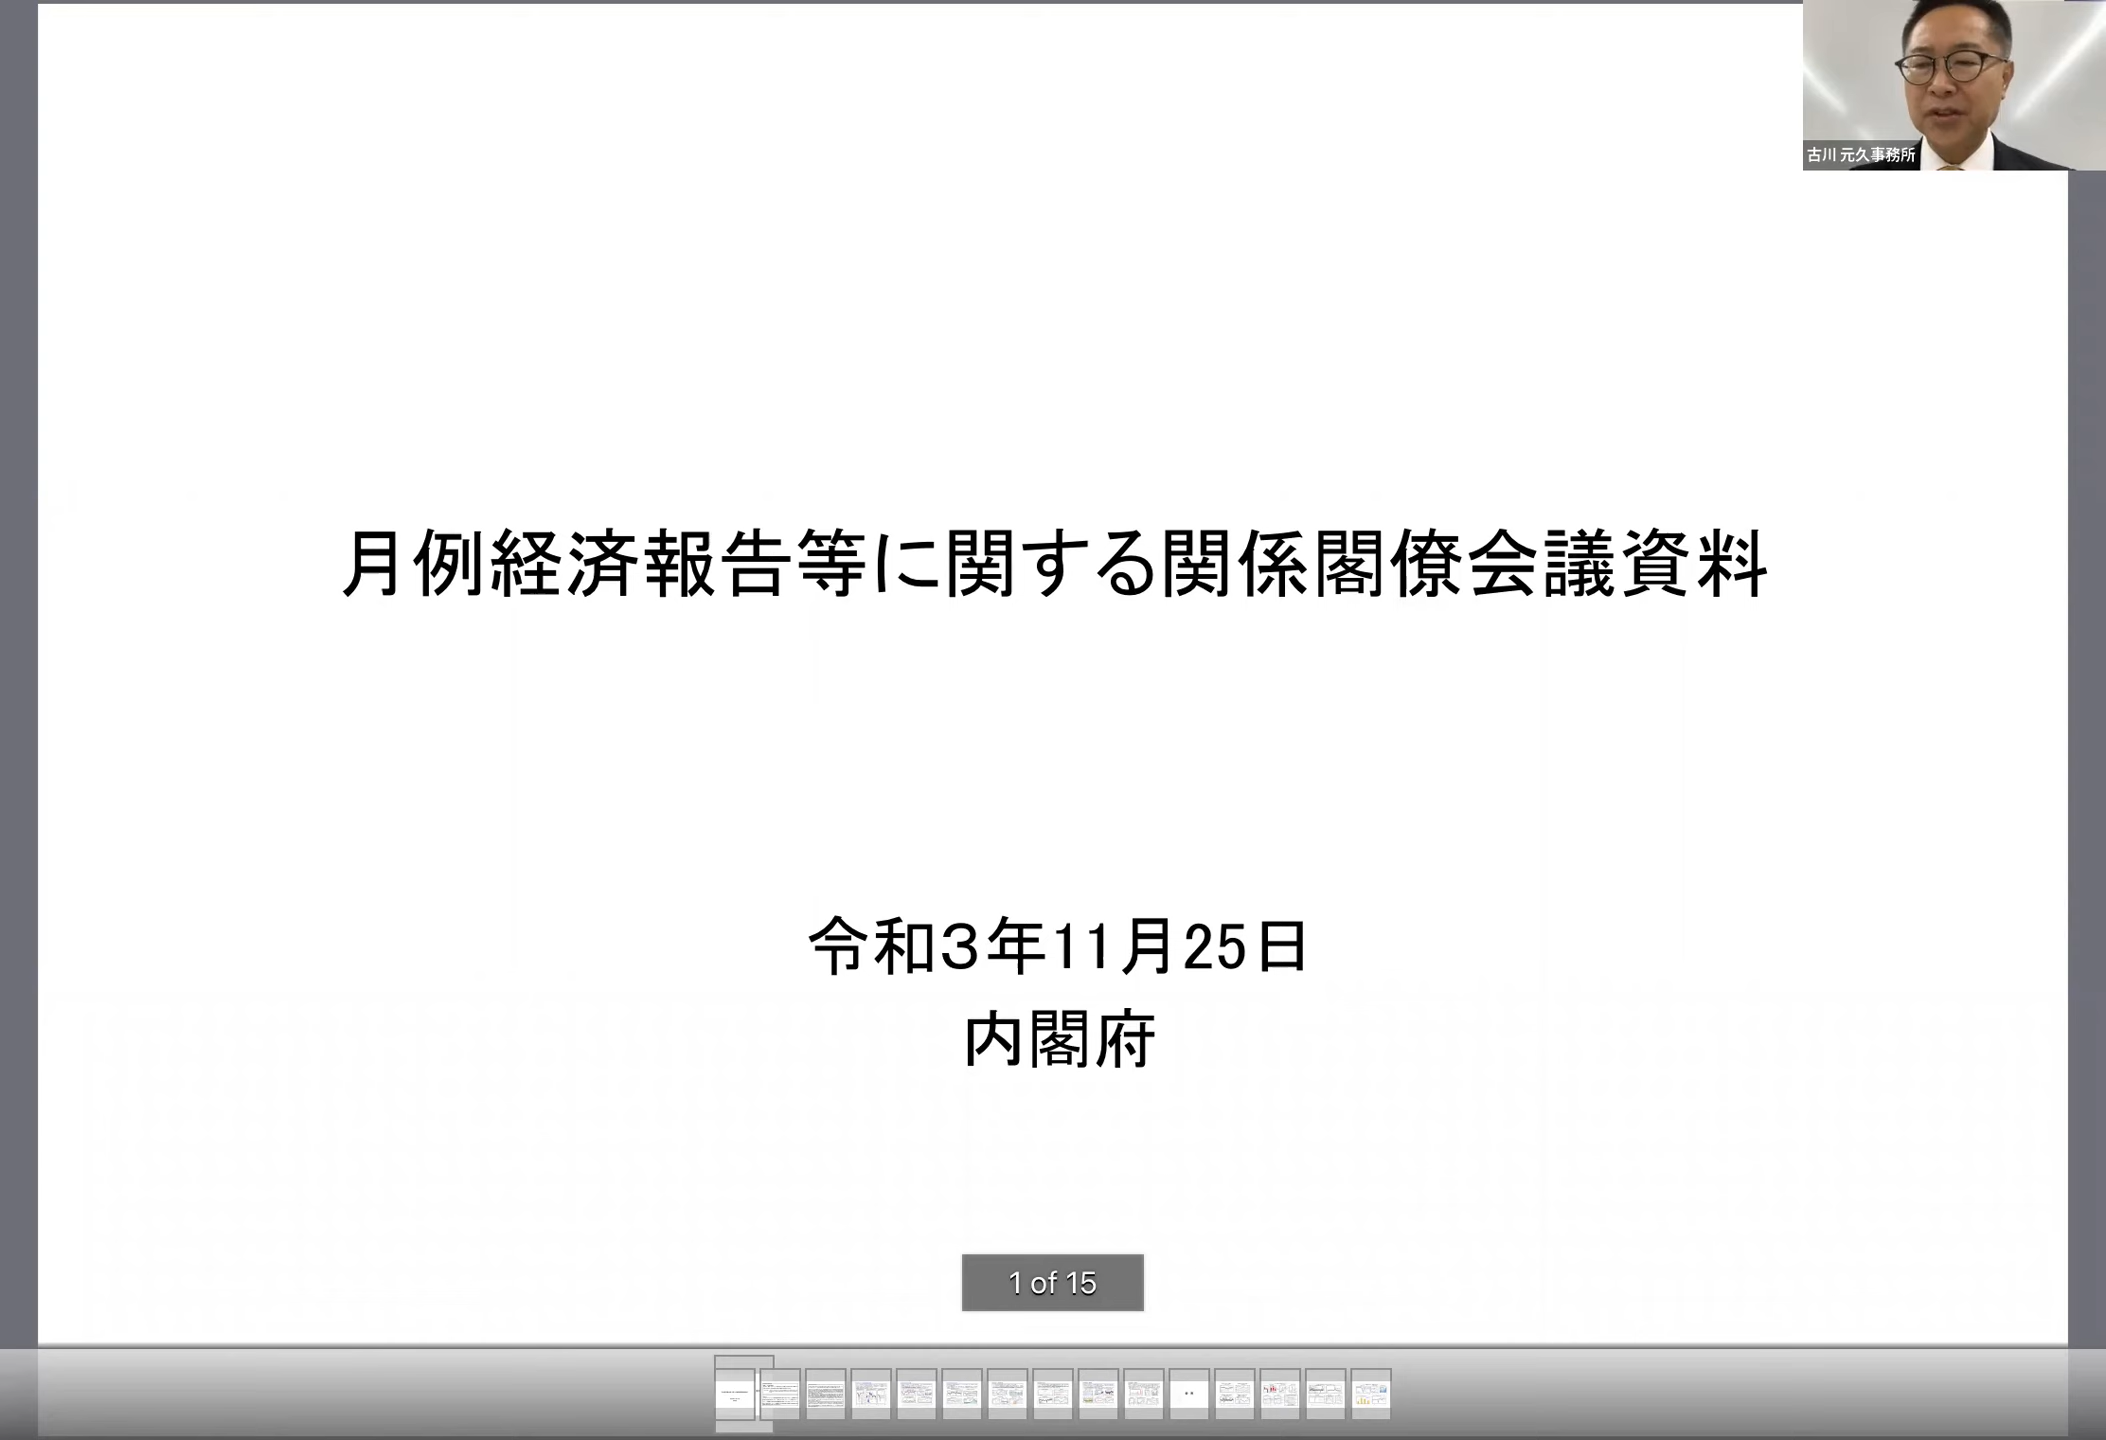 古川 元久事務所
月例経済報告等に関する関係閣僚会議資料
令和３年11月25日
内閣府
1 of 15